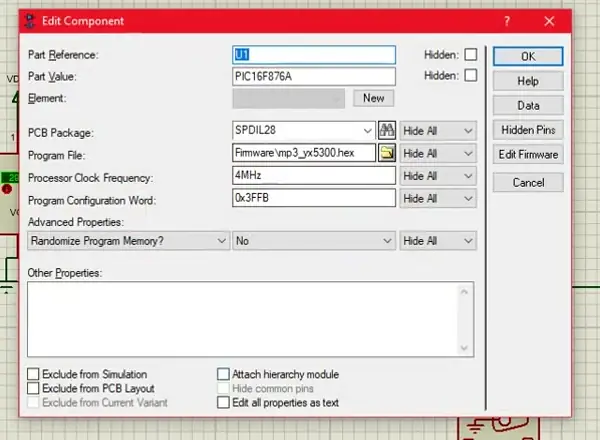 Edit Component
Part Reference: U1 Hidden: OK
Part Value: PIC16F876A Hidden: Help
Element: New Data
PCB Package: SPDIL28 Hide All Hidden Pins
Program File: Firmware\mp3_yx5300.hex Hide All Edit Firmware
Processor Clock Frequency: 4MHz Hide All Cancel
Program Configuration Word: 0x3FFB Hide All
Advanced Properties:
Randomize Program Memory? No Hide All
Other Properties:
Exclude from Simulation Attach hierarchy module
Exclude from PCB Layout Hide common pins
Exclude from Current Variant Edit all properties as text